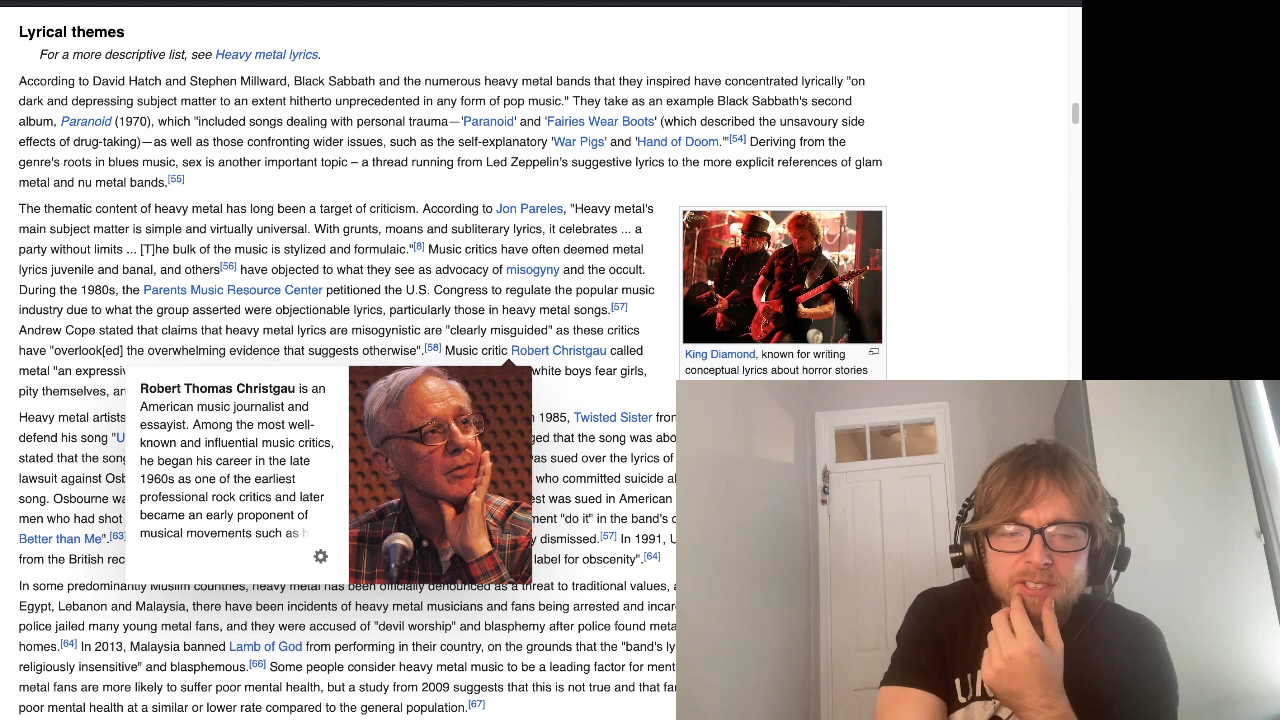 Lyrical themes
For a more descriptive list, see Heavy metal lyrics.
According to David Hatch and Stephen Millward, Black Sabbath and the numerous heavy metal bands that they inspired have concentrated lyrically "on
dark and depressing subject matter to an extent hitherto unprecedented in any form of pop music." They take as an example Black Sabbath's second
album, Paranoid (1970), which "included songs dealing with personal trauma—'Paranoid' and 'Fairies Wear Boots' (which described the unsavoury side
effects of drug-taking)—as well as those confronting wider issues, such as the self-explanatory 'War Pigs' and 'Hand of Doom.'"[54] Deriving from the
genre's roots in blues music, sex is another important topic – a thread running from Led Zeppelin's suggestive lyrics to the more explicit references of glam
metal and nu metal bands.[55]
The thematic content of heavy metal has long been a target of criticism. According to Jon Pareles, "Heavy metal's
main subject matter is simple and virtually universal. With grunts, moans and subliterary lyrics, it celebrates ... a
party without limits ... [T]he bulk of the music is stylized and formulaic."[8] Music critics have often deemed metal
lyrics juvenile and banal, and others[56] have objected to what they see as advocacy of misogyny and the occult.
During the 1980s, the Parents Music Resource Center petitioned the U.S. Congress to regulate the popular music
industry due to what the group asserted were objectionable lyrics, particularly those in heavy metal songs.[57]
Andrew Cope stated that claims that heavy metal lyrics are misogynistic are "clearly misguided" as these critics
have "overlook[ed] the overwhelming evidence that suggests otherwise".[58] Music critic Robert Christgau called
metal "an expressiv white boys fear girls,
pity themselves, an
King Diamond, known for writing
conceptual lyrics about horror stories
Robert Thomas Christgau is an
American music journalist and
essayist. Among the most well-
known and influential music critics,
he began his career in the late
1960s as one of the earliest
professional rock critics and later
became an early proponent of
musical movements such as h
Heavy metal artists n 1985, Twisted Sister fron
defend his song "U ged that the song was abo
stated that the song was sued over the lyrics of
lawsuit against Osb who committed suicide a
song. Osbourne wa est was sued in American
men who had shot ment "do it" in the band's c
Better than Me".[63] y dismissed.[57] In 1991, U
from the British rec label for obscenity".[64]
In some predominantly Muslim countries, heavy metal has been officially denounced as a threat to traditional values, a
Egypt, Lebanon and Malaysia, there have been incidents of heavy metal musicians and fans being arrested and incar
police jailed many young metal fans, and they were accused of "devil worship" and blasphemy after police found meta
homes.[64] In 2013, Malaysia banned Lamb of God from performing in their country, on the grounds that the "band's ly
religiously insensitive" and blasphemous.[66] Some people consider heavy metal music to be a leading factor for ment
metal fans are more likely to suffer poor mental health, but a study from 2009 suggests that this is not true and that fa
poor mental health at a similar or lower rate compared to the general population.[67]